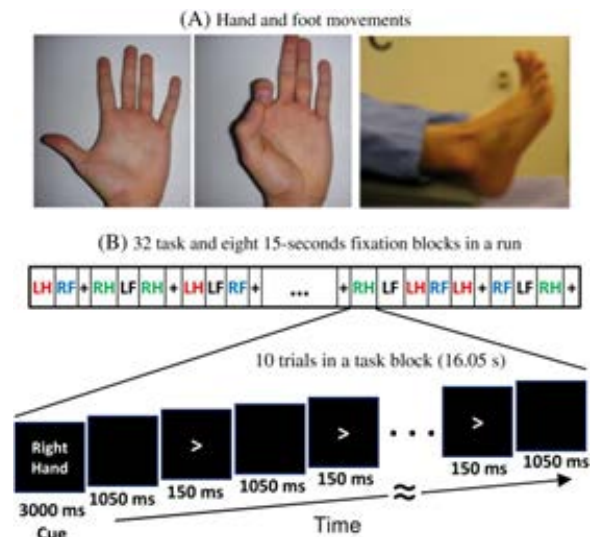 (A) Hand and foot movements
(B) 32 task and eight 15-seconds fixation blocks in a run
LH RF + RH LF RH + LH LF RF + ... + RH LF LH RF LH + RF LF RH +
10 trials in a task block (16.05 s)
Right
Hand
> > . . . >
3000 ms 1050 ms 150 ms 1050 ms 150 ms ≈ 150 ms 1050 ms
Cue
Time